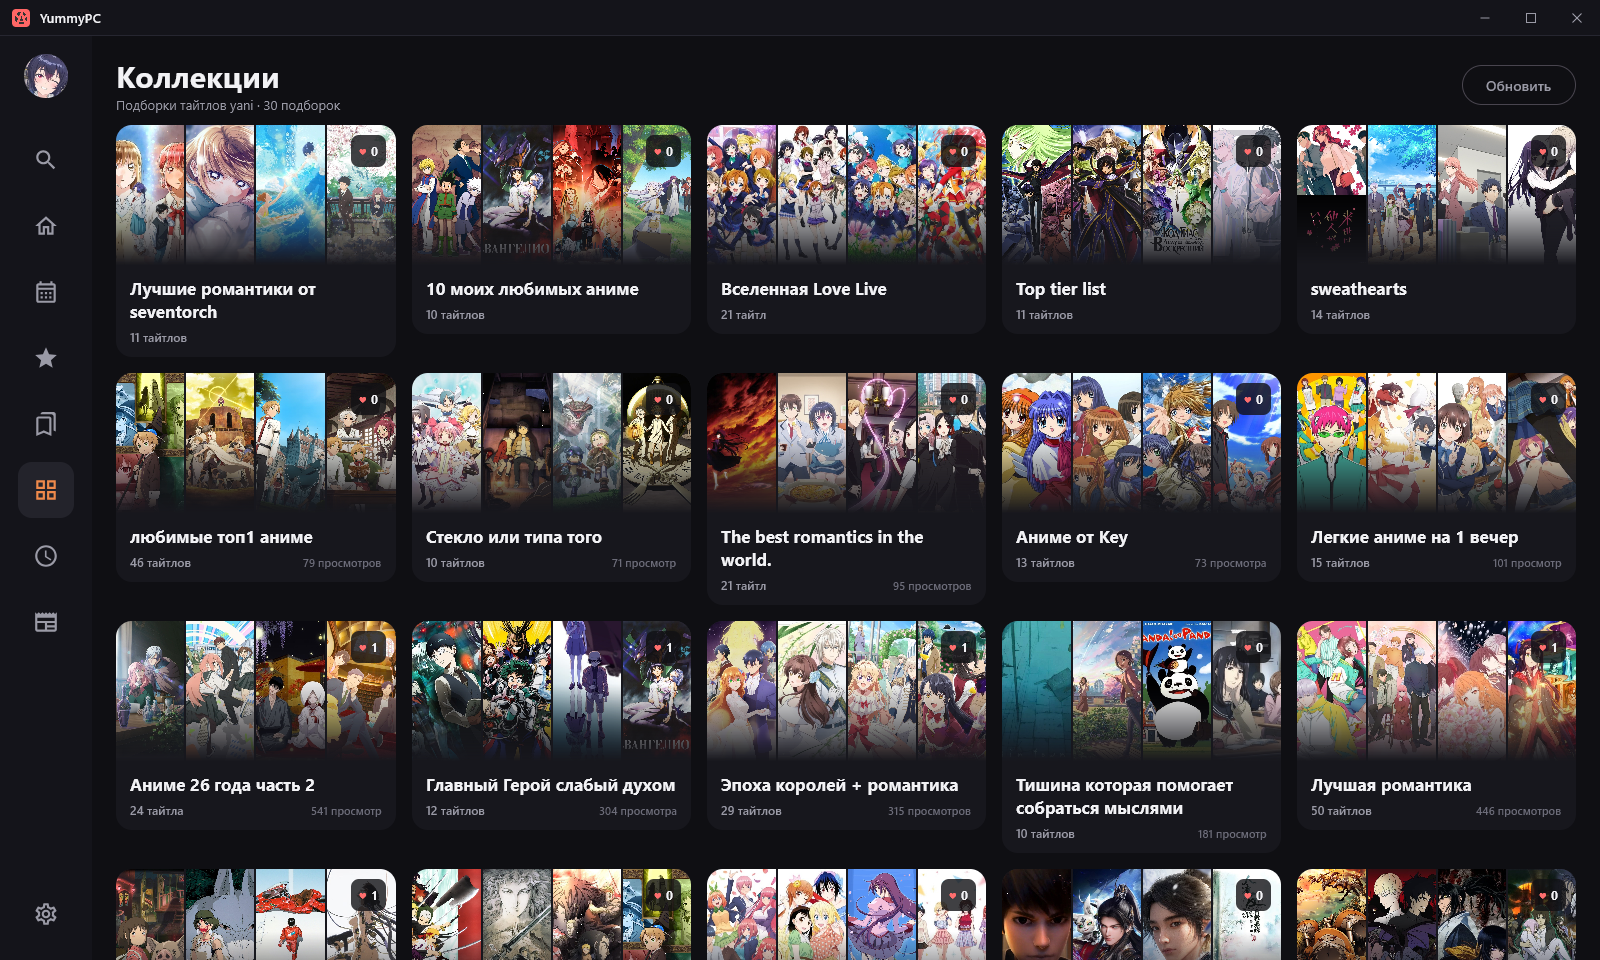 YummyPC
Коллекции
Подборки тайтлов yani · 30 подборок
Обновить
0
0
0
0
0
ВАНГЕЛИО
Воскресший
Лучшие романтики от
seventorch
11 тайтлов
10 моих любимых аниме
10 тайтлов
Вселенная Love Live
21 тайтл
Top tier list
11 тайтлов
sweathearts
14 тайтлов
0
0
0
0
0
любимые топ1 аниме
46 тайтлов
79 просмотров
Стекло или типа того
10 тайтлов
71 просмотр
The best romantics in the
world.
21 тайтл
95 просмотров
Аниме от Key
13 тайтлов
73 просмотра
Легкие аниме на 1 вечер
15 тайтлов
101 просмотр
1
1
1
0
1
ВАНГЕЛИО
Аниме 26 года часть 2
24 тайтла
541 просмотр
Главный Герой слабый духом
12 тайтлов
304 просмотра
Эпоха королей + романтика
29 тайтлов
315 просмотров
Тишина которая помогает
собраться мыслями
10 тайтлов
181 просмотр
Лучшая романтика
50 тайтлов
446 просмотров
1
0
0
0
0